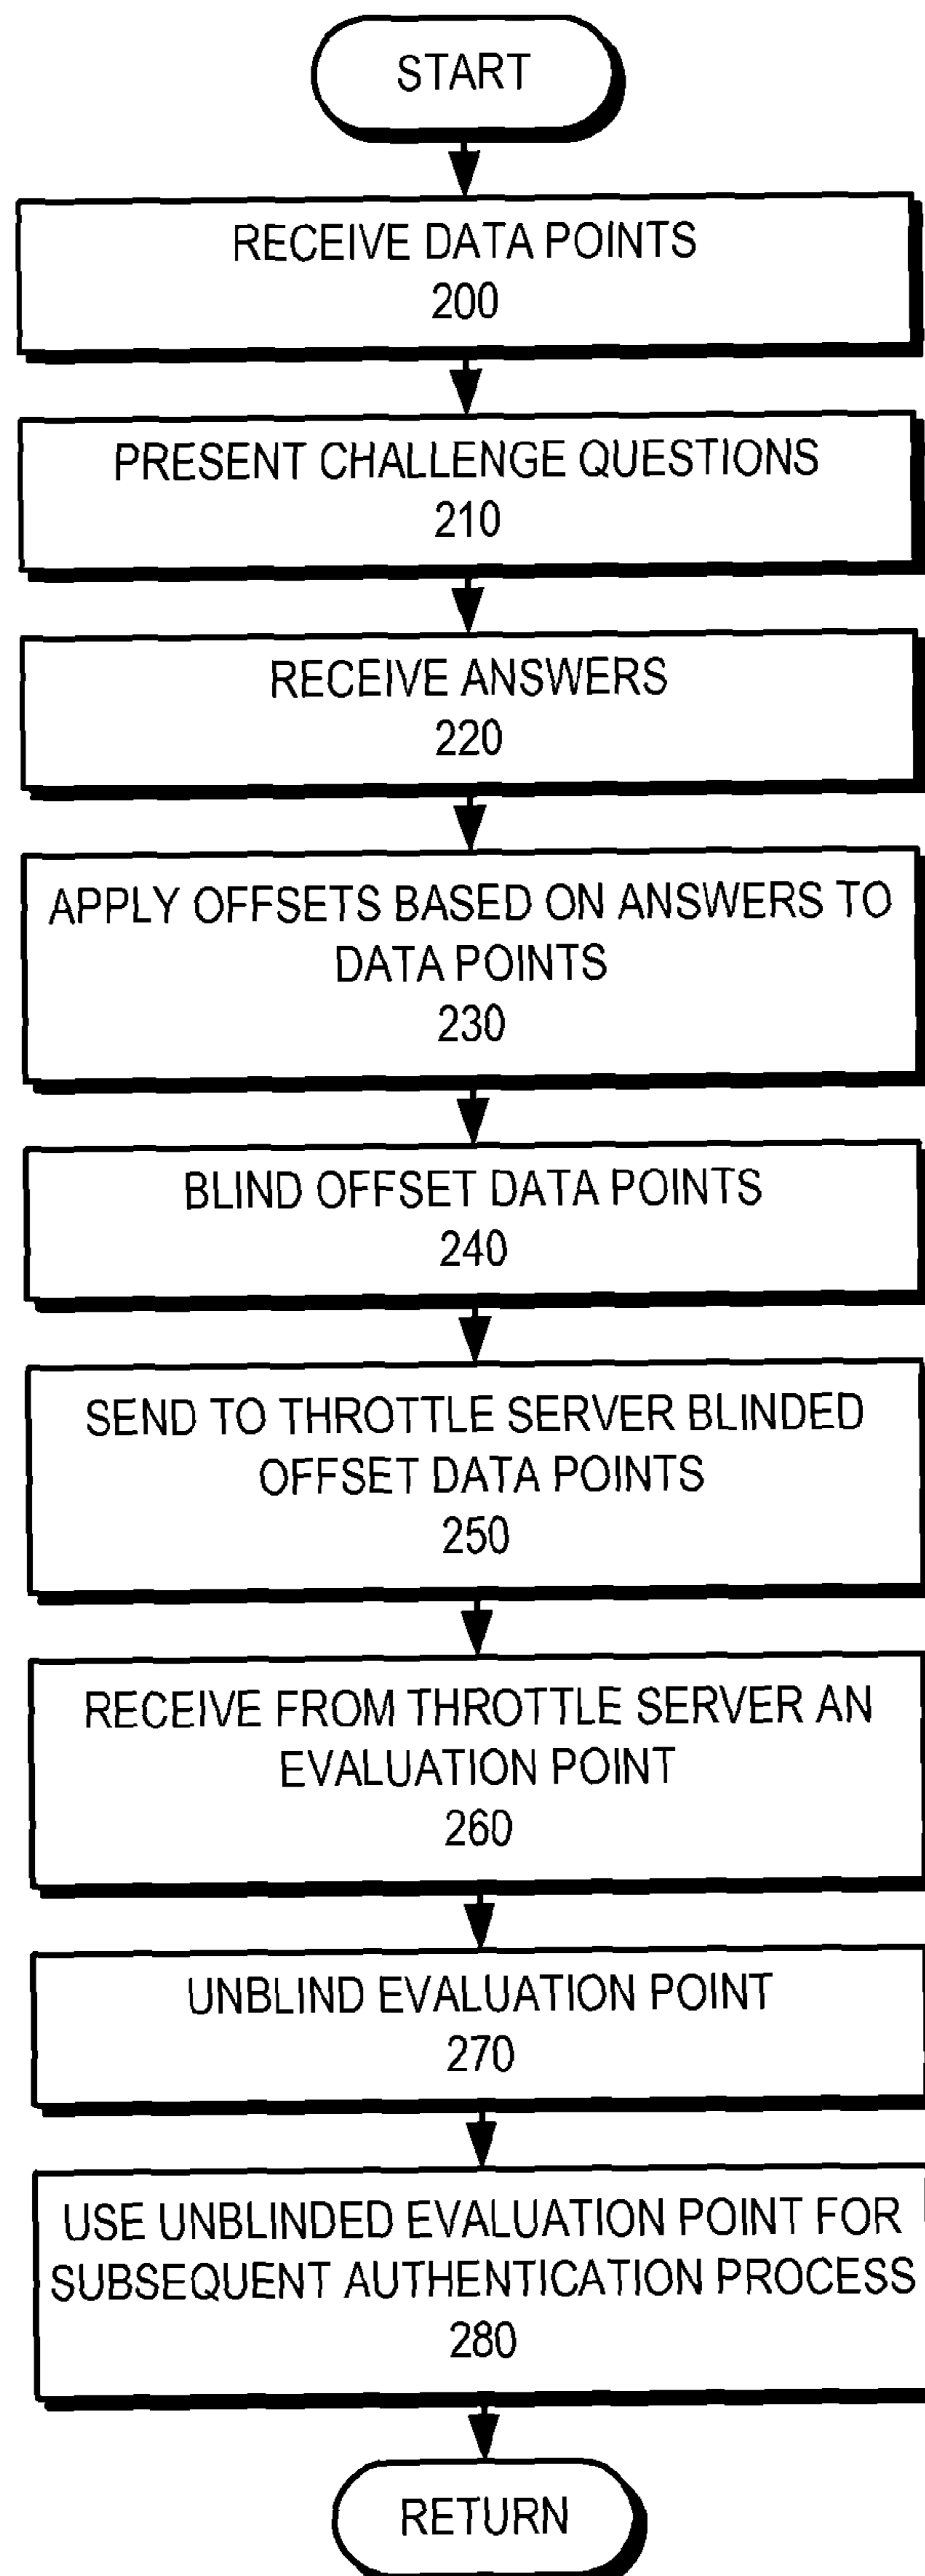 START
RECEIVE DATA POINTS
200
PRESENT CHALLENGE QUESTIONS
210
RECEIVE ANSWERS
220
APPLY OFFSETS BASED ON ANSWERS TO
DATA POINTS
230
BLIND OFFSET DATA POINTS
240
SEND TO THROTTLE SERVER BLINDED
OFFSET DATA POINTS
250
RECEIVE FROM THROTTLE SERVER AN
EVALUATION POINT
260
UNBLIND EVALUATION POINT
270
USE UNBLINDED EVALUATION POINT FOR
SUBSEQUENT AUTHENTICATION PROCESS
280
RETURN